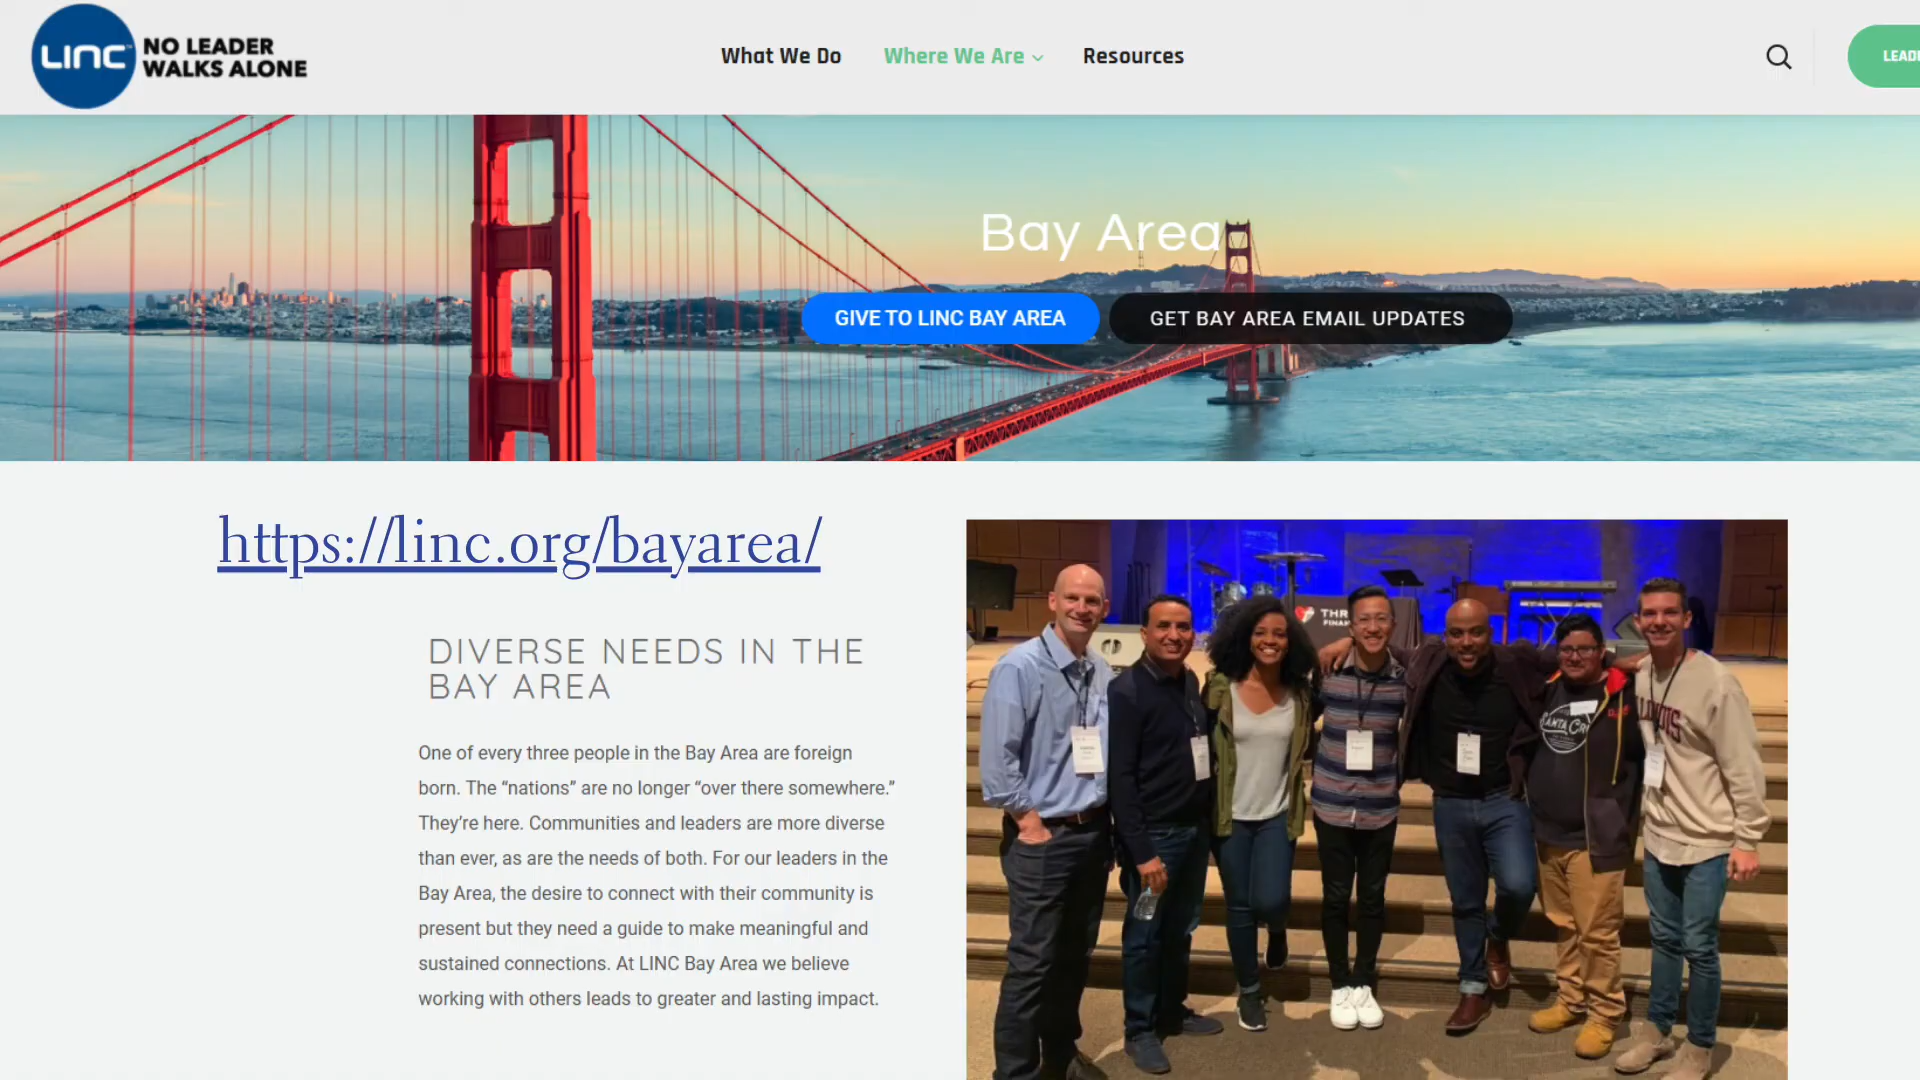 LINC
NO LEADER
WALKS ALONE
What We Do
Where We Are
Resources
Bay Area
GIVE TO LINC BAY AREA
GET BAY AREA EMAIL UPDATES
https://linc.org/bayarea/
DIVERSE NEEDS IN THE
BAY AREA
One of every three people in the Bay Area are foreign
born. The “nations” are no longer “over there somewhere.”
They’re here. Communities and leaders are more diverse
than ever, as are the needs of both. For our leaders in the
Bay Area, the desire to connect with their community is
present but they need a guide to make meaningful and
sustained connections. At LINC Bay Area we believe
working with others leads to greater and lasting impact.